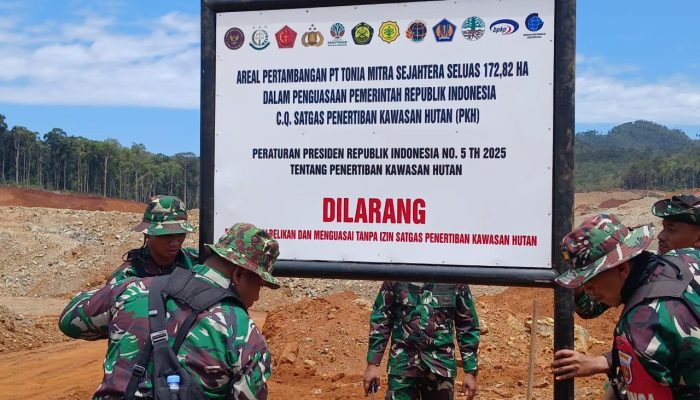 bpkp
AREAL PERTAMBANGAN PT TONIA MITRA SEJAHTERA SELUAS 172,82 HA
DALAM PENGUASAAN PEMERINTAH REPUBLIK INDONESIA
C.Q. SATGAS PENERTIBAN KAWASAN HUTAN (PKH)
PERATURAN PRESIDEN REPUBLIK INDONESIA NO. 5 TH 2025
TENTANG PENERTIBAN KAWASAN HUTAN
DILARANG
DAN MENGUASAI TANPA IZIN SATGAS PENERTIBAN KAWASAN HUTAN